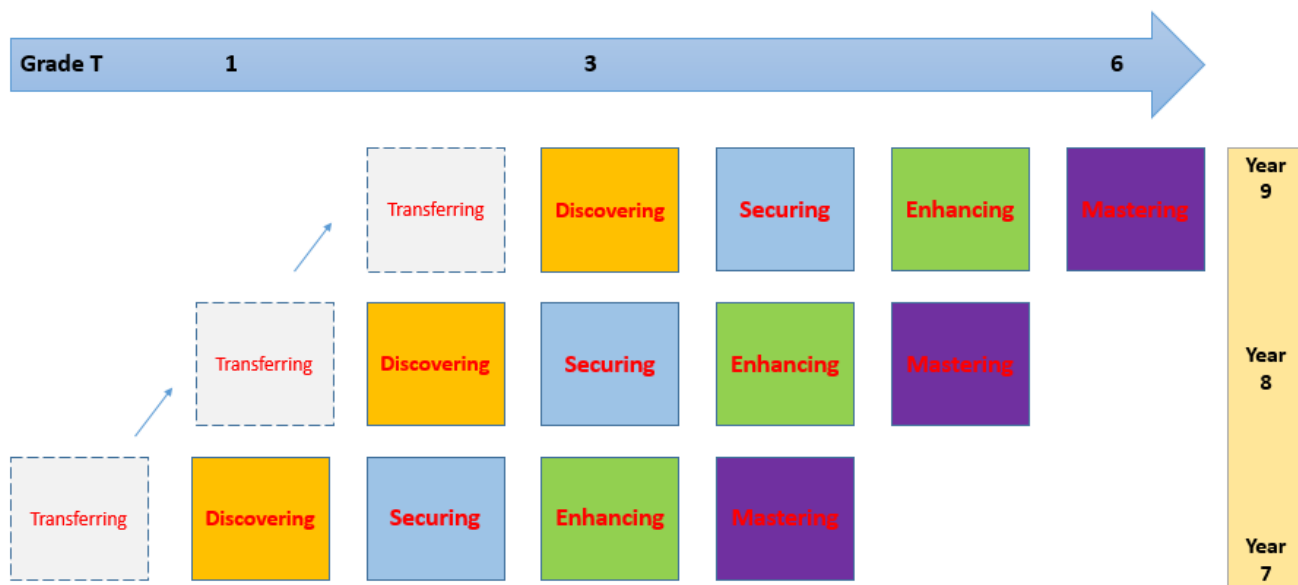 Grade T 1 3 6
Transferring Discovering Securing Enhancing Mastering
Year
9
Transferring Discovering Securing Enhancing Mastering
Year
8
Transferring Discovering Securing Enhancing Mastering
Year
7